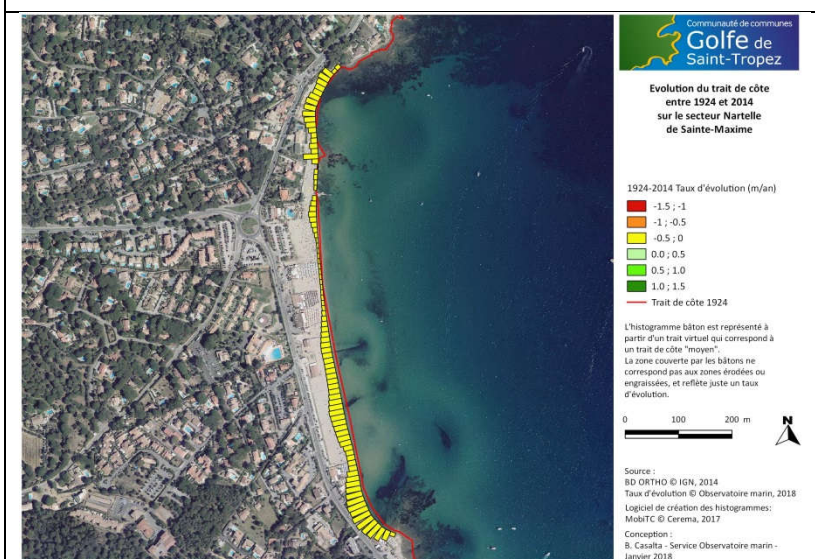 Communauté de communes
Golfe de
Saint-Tropez
Evolution du trait de côte
entre 1924 et 2014
sur le secteur Nartelle
de Sainte-Maxime
1924-2014 Taux d'évolution (m/an)
-1.5 ; -1
-1 ; -0.5
-0.5 ; 0
0.0 ; 0.5
0.5 ; 1.0
1.0 ; 1.5
Trait de côte 1924
L'histogramme bâton est représenté à
partir d'un trait virtuel qui correspond à
un trait de côte "moyen".
La zone couverte par les bâtons ne
correspond pas aux zones érodées ou
engraissées, et reflète juste un taux
d'évolution.
0 100 200 m
N
Source :
BD ORTHO © IGN, 2014
Taux d'évolution © Observatoire marin, 2018
Logiciel de création des histogrammes:
MobiTC © Cerema, 2017
Conception :
B. Casalta - Service Observatoire marin -
Janvier 2018